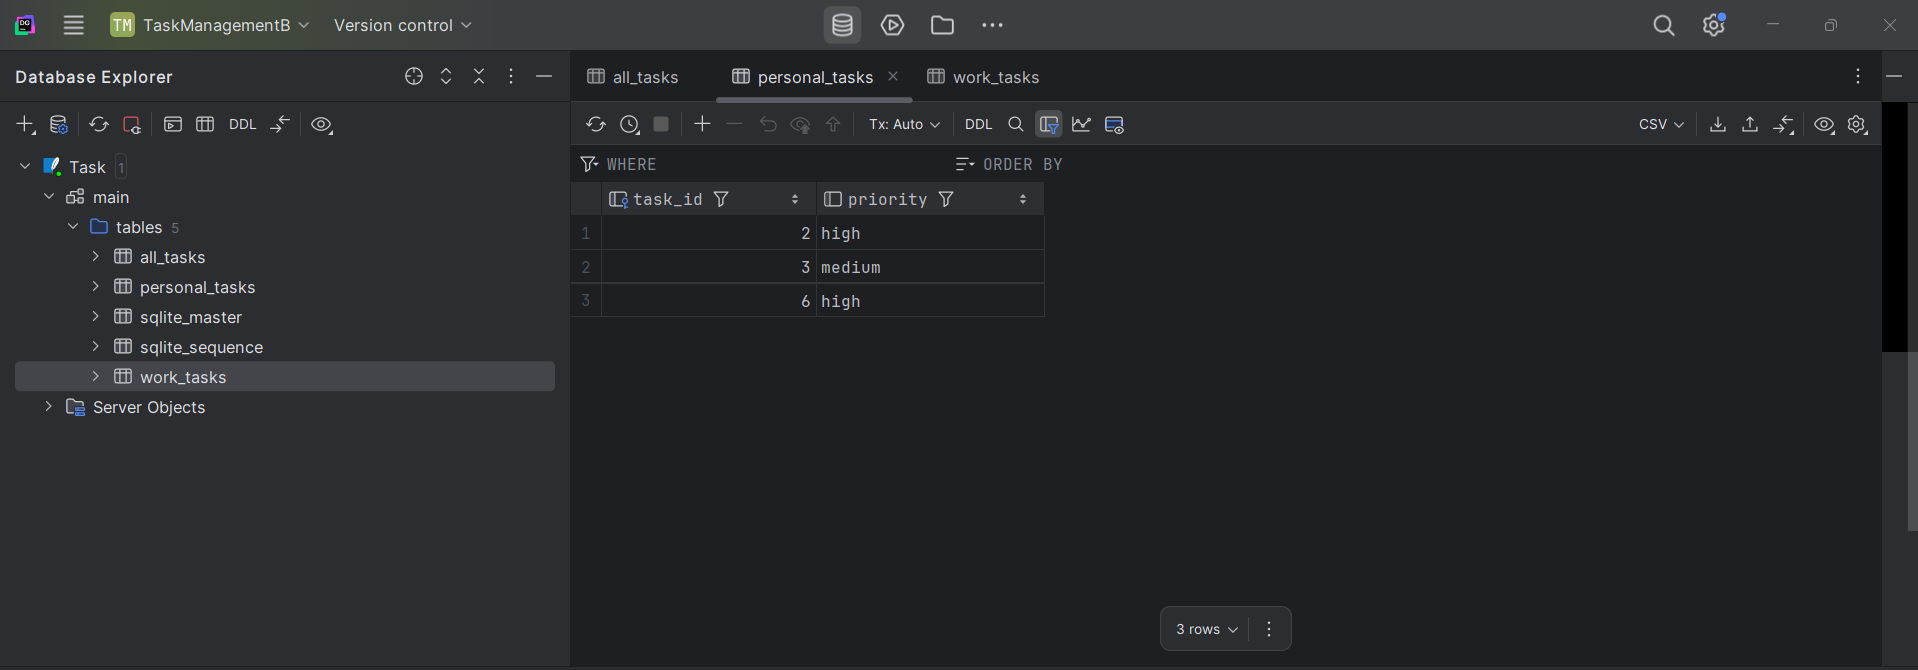 TM TaskManagementB Version control
Database Explorer
DDL
Task 1
main
tables 5
all_tasks
personal_tasks
sqlite_master
sqlite_sequence
work_tasks
Server Objects
all_tasks personal_tasks work_tasks
Tx: Auto DDL CSV
WHERE ORDER BY
task_id priority
1 2 high
2 3 medium
3 6 high
3 rows